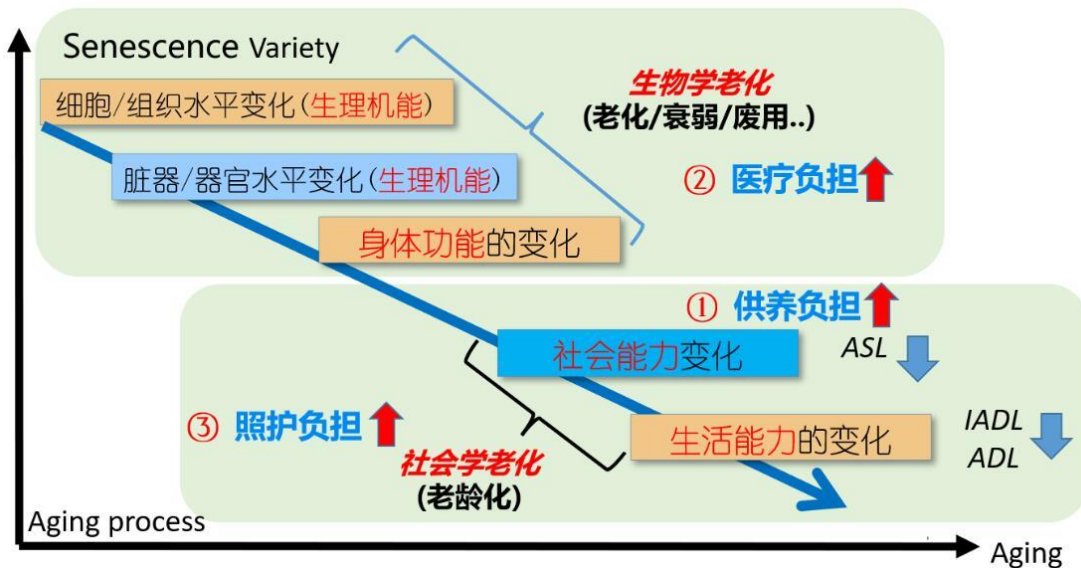 Senescence Variety
细胞/组织水平变化(生理机能)
生物学老化
(老化/衰弱/废用..)
脏器/器官水平变化(生理机能)
② 医疗负担
身体功能的变化
① 供养负担
社会能力变化
ASL
③ 照护负担
生活能力的变化
IADL
ADL
社会学老化
(老龄化)
Aging process
Aging